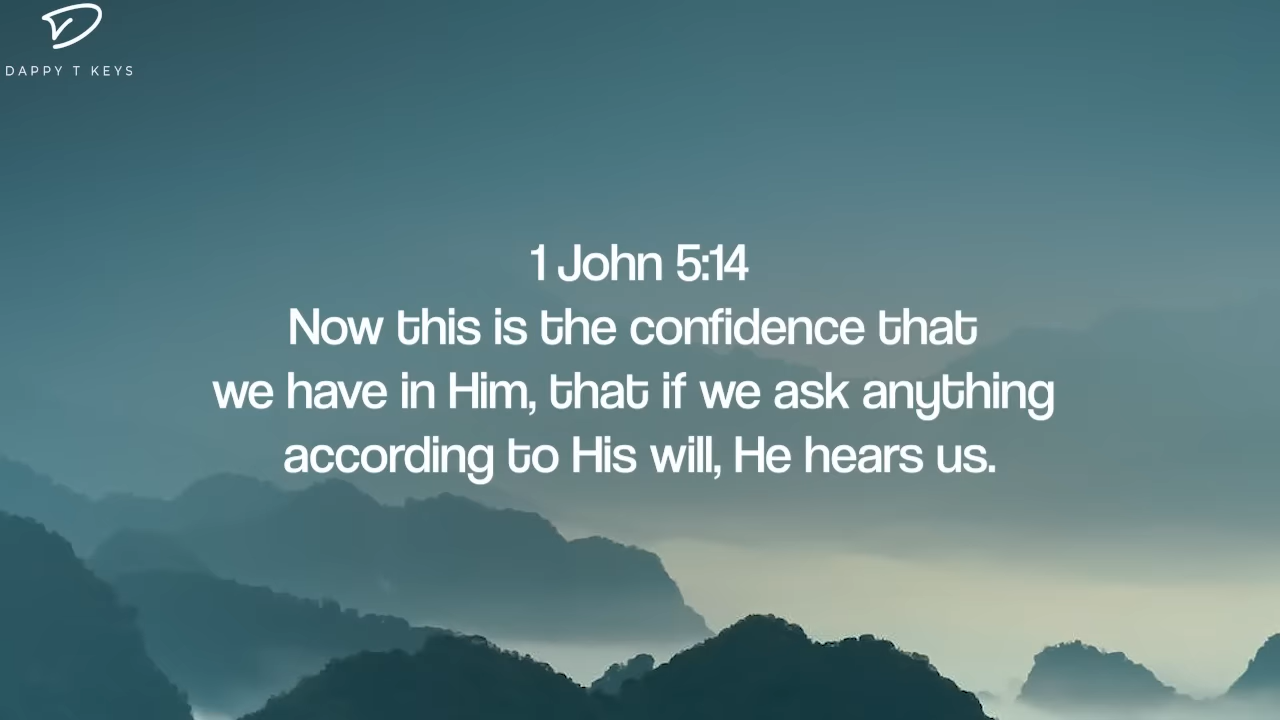 DAPPY T KEYS
1 John 5:14
Now this is the confidence that
we have in Him, that if we ask anything
according to His will, He hears us.